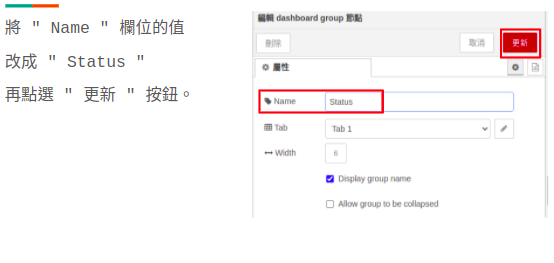 將 " Name " 欄位的值
改成 " Status "
再點選 " 更新 " 按鈕。
編輯 dashboard group 節點
刪除
取消
更新
屬性
Name
Status
Tab
Tab 1
Width
6
Display group name
Allow group to be collapsed